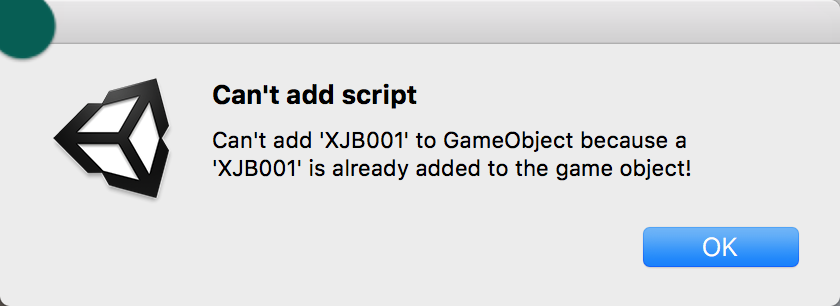 Can't add script
Can't add 'XJB001' to GameObject because a
'XJB001' is already added to the game object!
OK